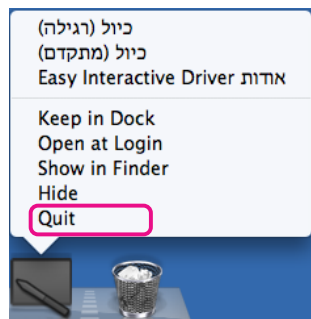 כיול (רגילה)
כיול (מתקדם)
אודות Easy Interactive Driver
Keep in Dock
Open at Login
Show in Finder
Hide
Quit